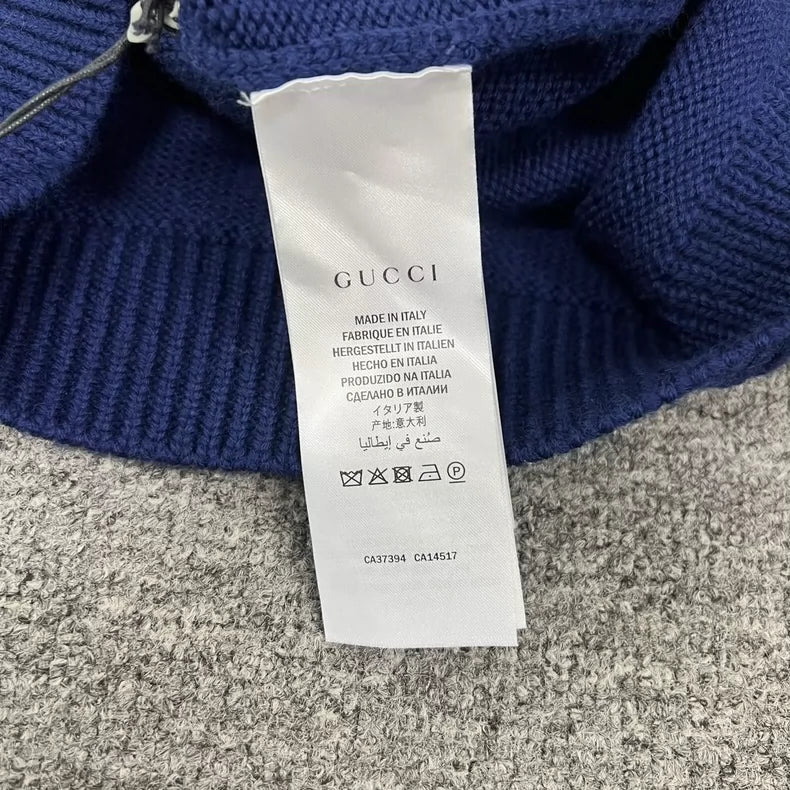 GUCCI
MADE IN ITALY
FABRIQUE EN ITALIE
HERGESTELLT IN ITALIEN
HECHO EN ITALIA
PRODUZIDO NA ITALIA
СДЕЛАНО В ИТАЛИИ
イタリア製
产地:意大利
صُنع في إيطاليا
P
CA37394 CA14517